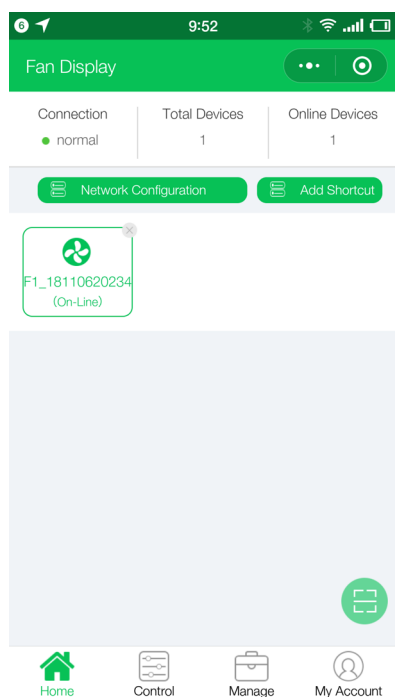 6 9:52
Fan Display
Connection Total Devices Online Devices
normal 1 1
Network Configuration Add Shortcut
F1_18110620234
(On-Line)
Home Control Manage My Account